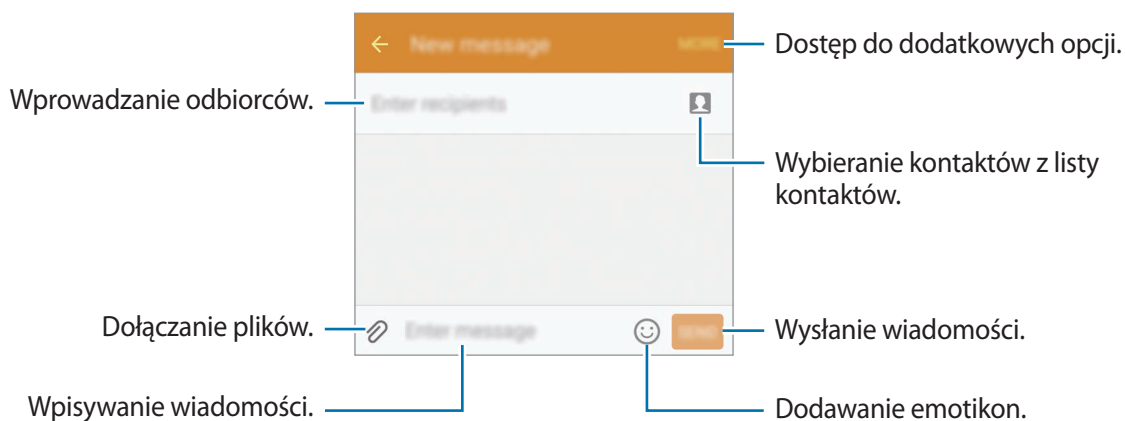 New message
MORE
Dostęp do dodatkowych opcji.
Wprowadzanie odbiorców.
Enter recipients
Wybieranie kontaktów z listy
kontaktów.
Dołączanie plików.
Enter message
SEND
Wysłanie wiadomości.
Wpisywanie wiadomości.
Dodawanie emotikon.